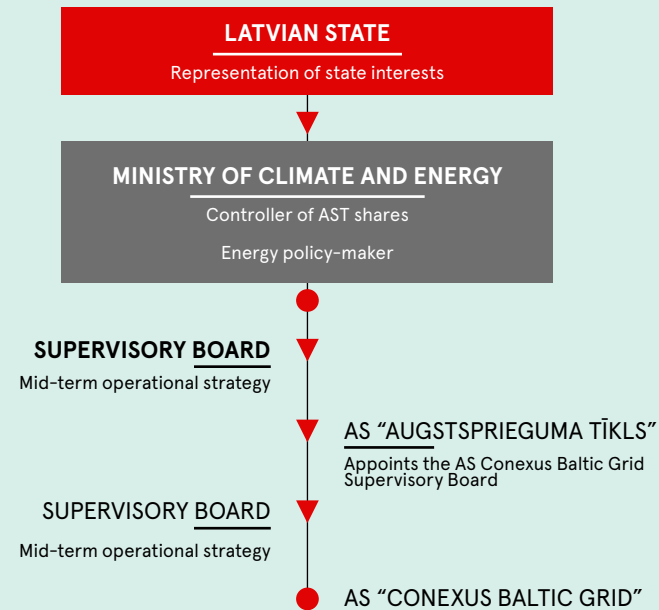 LATVIAN STATE
Representation of state interests
MINISTRY OF CLIMATE AND ENERGY
Controller of AST shares
Energy policy-maker
SUPERVISORY BOARD
Mid-term operational strategy
AS “AUGSTSPRIEGUMA TĪKLS”
Appoints the AS Conexus Baltic Grid
Supervisory Board
SUPERVISORY BOARD
Mid-term operational strategy
AS “CONEXUS BALTIC GRID”